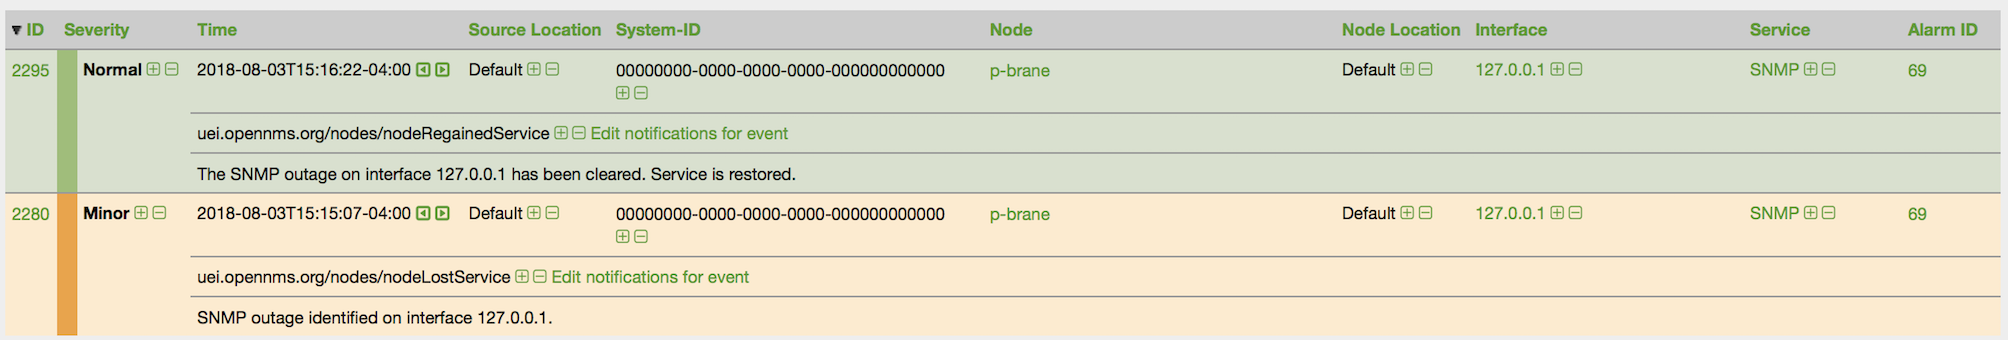 ID Severity Time Source Location System-ID Node Node Location Interface Service Alarm ID
2295 Normal 2018-08-03T15:16:22-04:00 Default 00000000-0000-0000-0000-000000000000 p-brane Default 127.0.0.1 SNMP 69
uei.opennms.org/nodes/nodeRegainedService Edit notifications for event
The SNMP outage on interface 127.0.0.1 has been cleared. Service is restored.
2280 Minor 2018-08-03T15:15:07-04:00 Default 00000000-0000-0000-0000-000000000000 p-brane Default 127.0.0.1 SNMP 69
uei.opennms.org/nodes/nodeLostService Edit notifications for event
SNMP outage identified on interface 127.0.0.1.